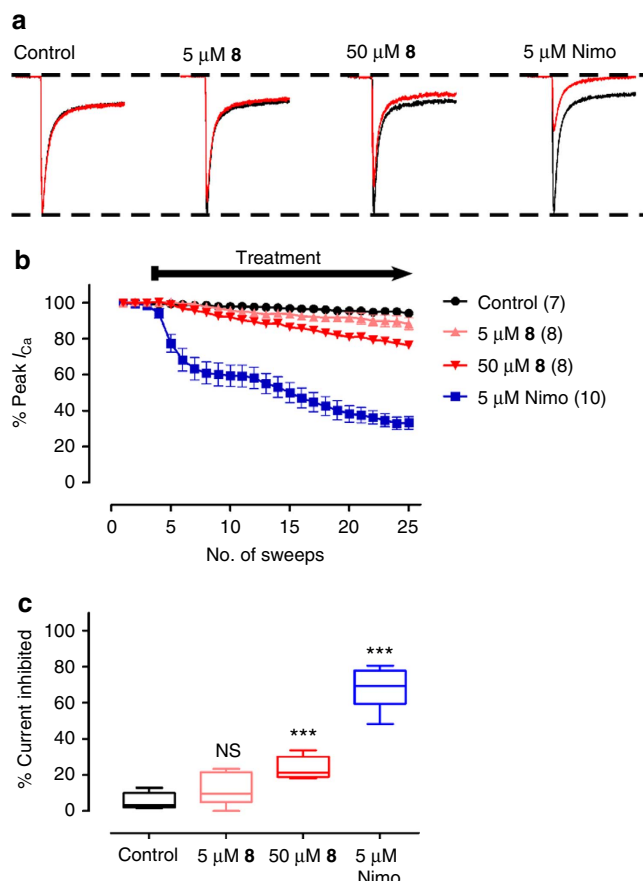 a
Control
5 μM 8
50 μM 8
5 μM Nimo
b
Treatment
100
80
60
40
20
0
% Peak ICa
0
5
10
15
20
25
No. of sweeps
Control (7)
5 μM 8 (8)
50 μM 8 (8)
5 μM Nimo (10)
c
100
80
60
40
20
0
% Current inhibited
NS
***
***
Control
5 μM 8
50 μM 8
5 μM
Nimo